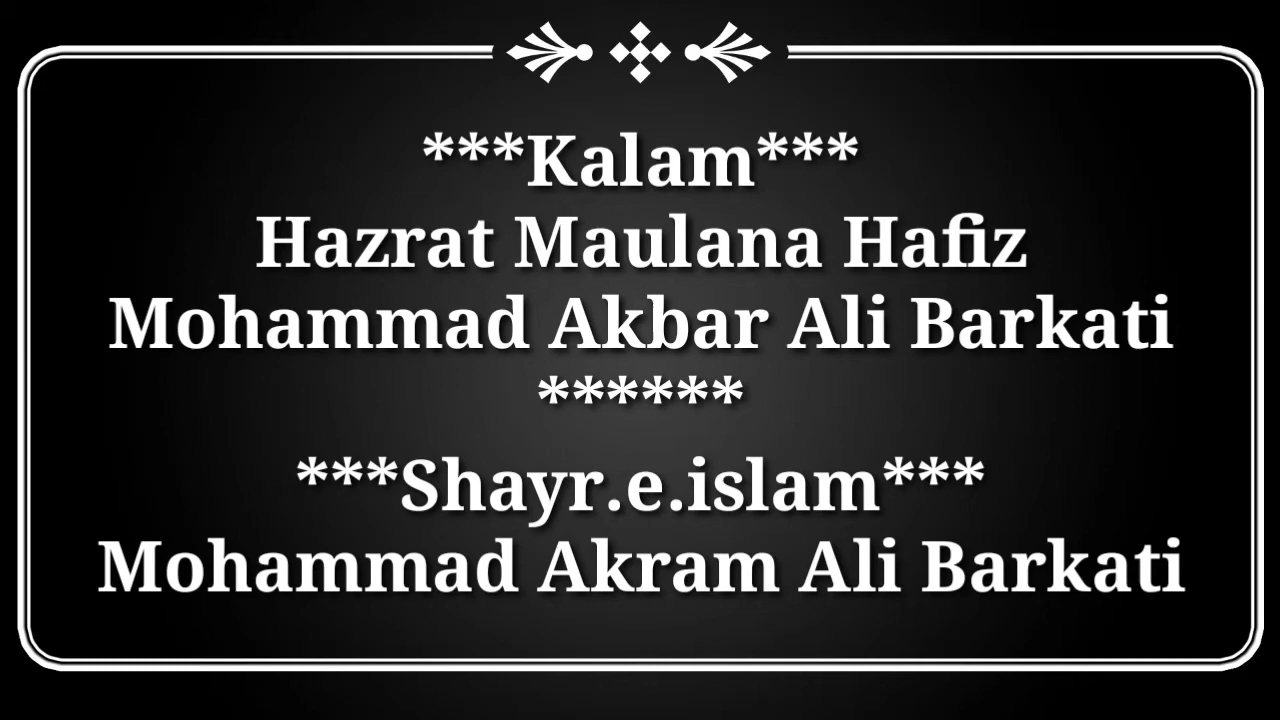 ***Kalam***
Hazrat Maulana Hafiz
Mohammad Akbar Ali Barkati
******
***Shayr.e.islam***
Mohammad Akram Ali Barkati